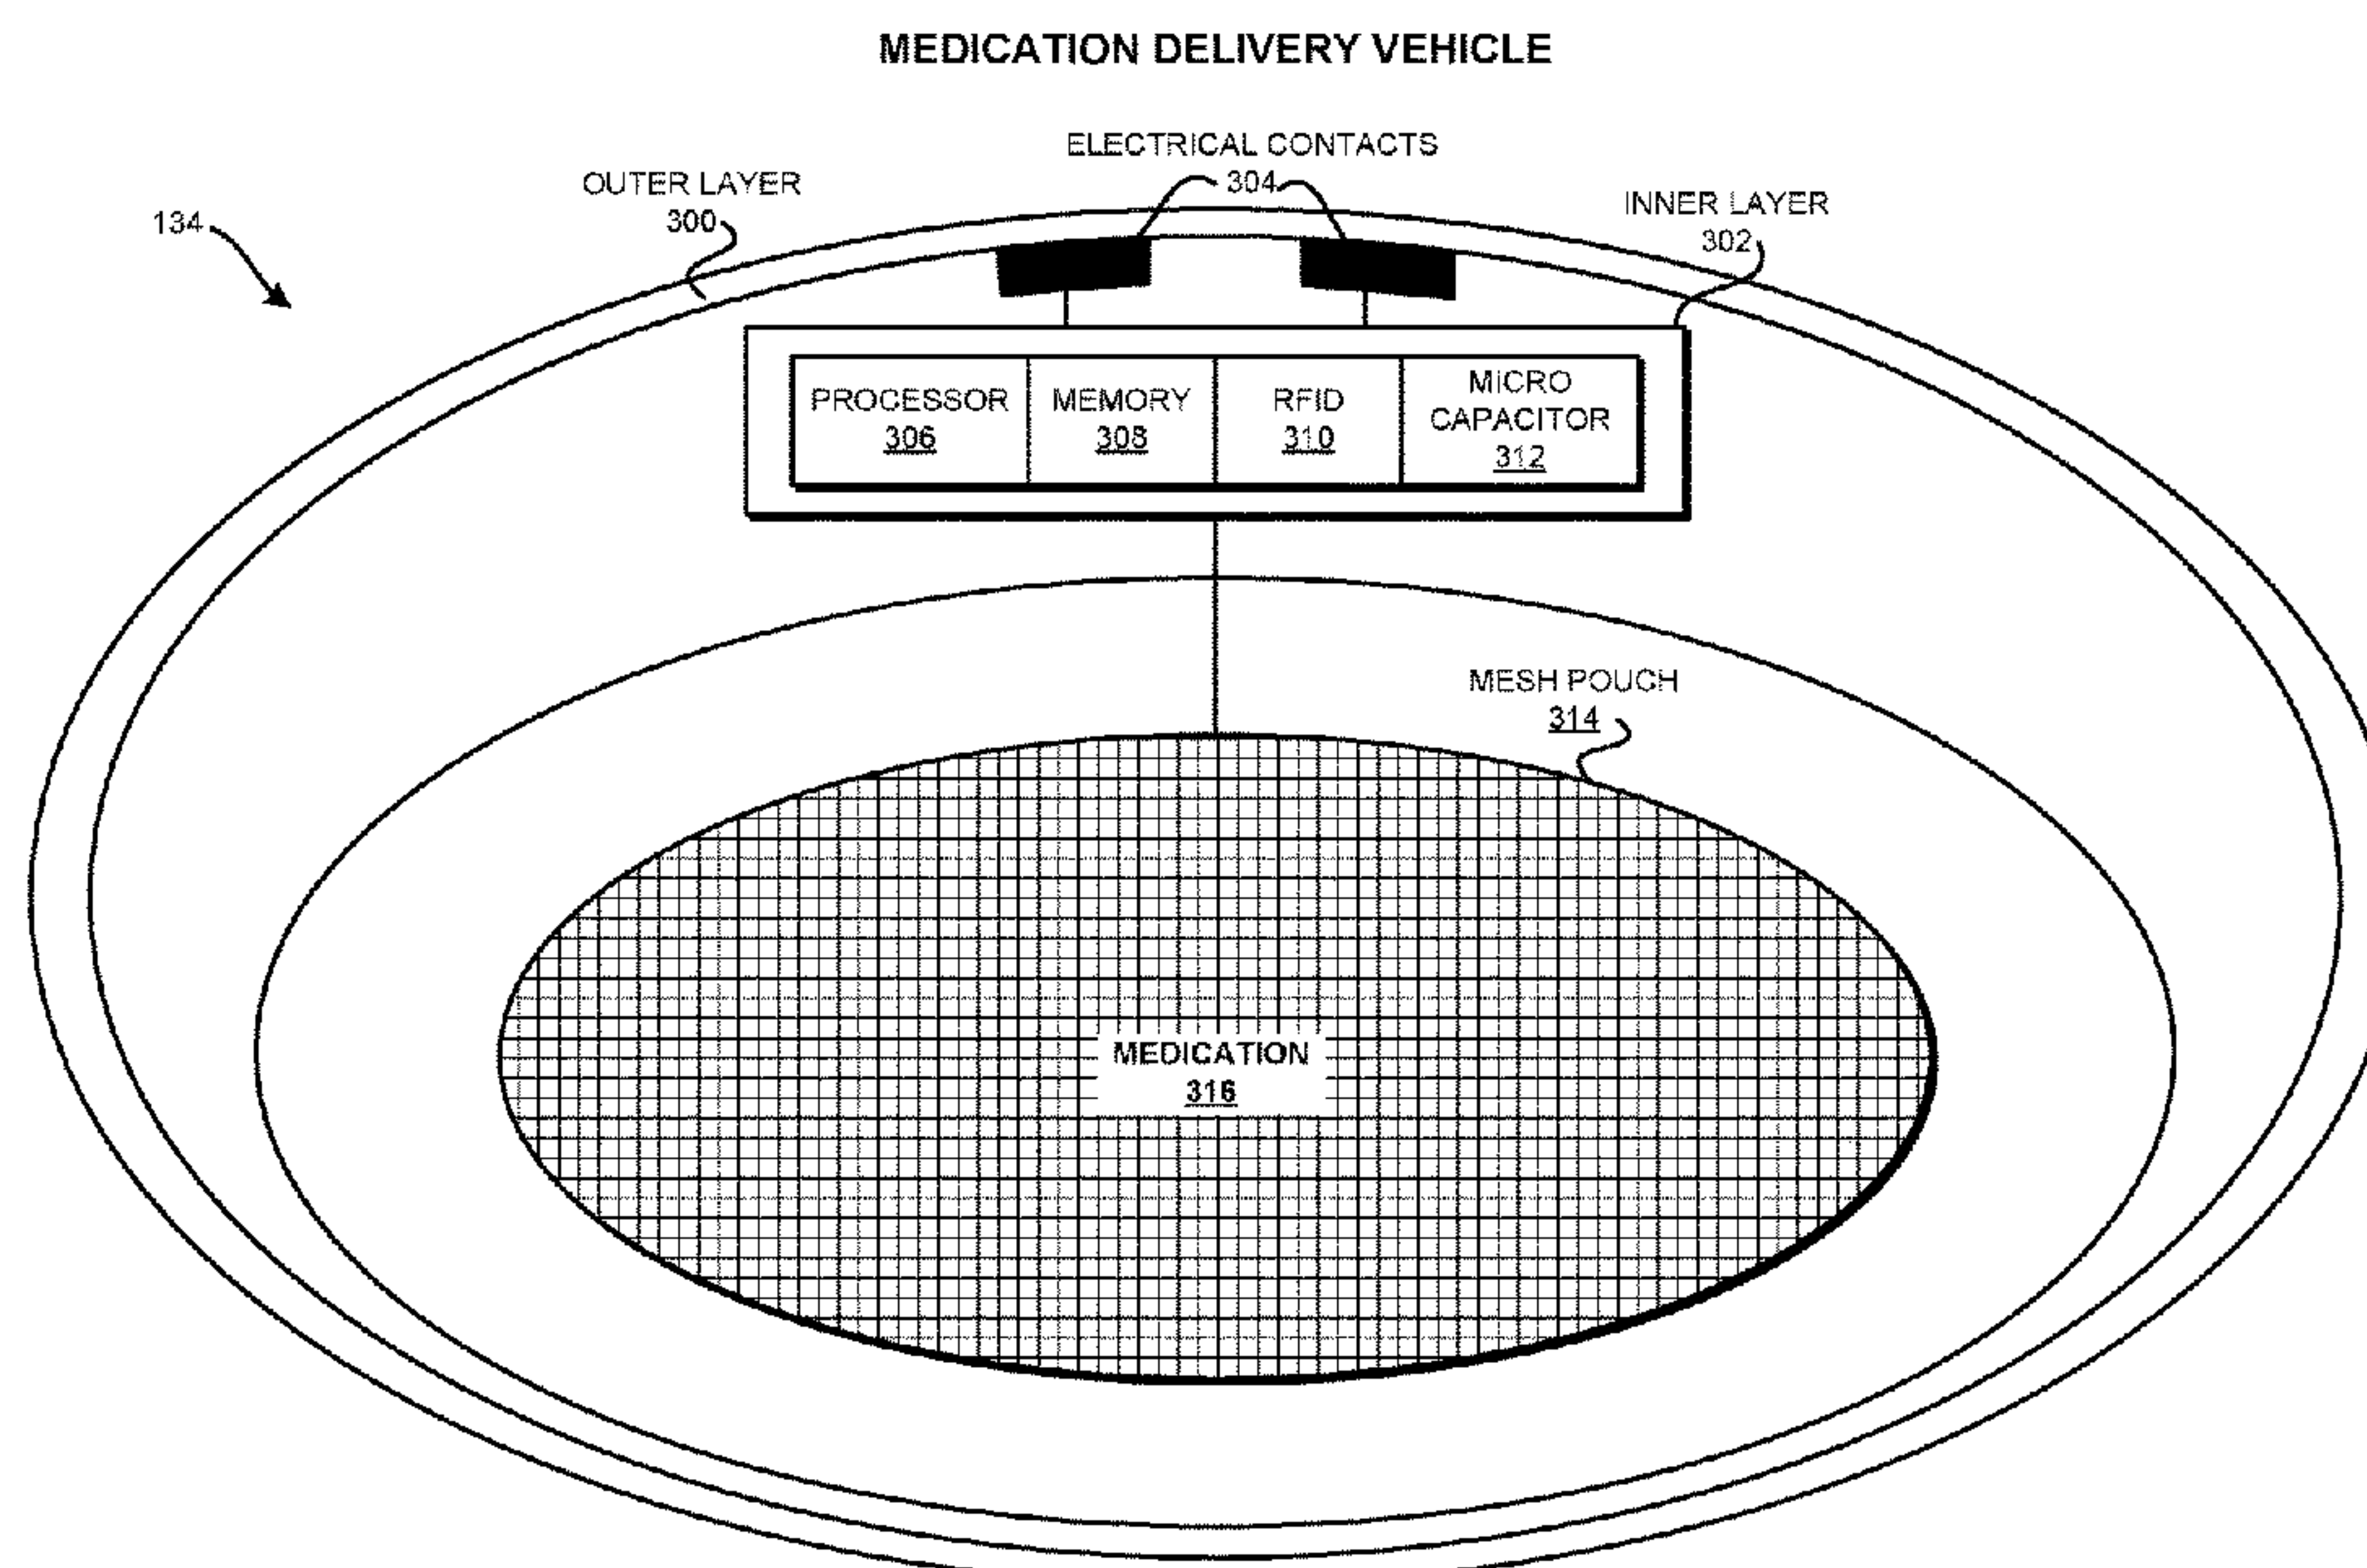 MEDICATION DELIVERY VEHICLE
ELECTRICAL CONTACTS
304
OUTER LAYER
300
INNER LAYER
302
134
PROCESSOR
306
MEMORY
308
RFID
310
MICRO
CAPACITOR
312
MESH POUCH
314
MEDICATION
316